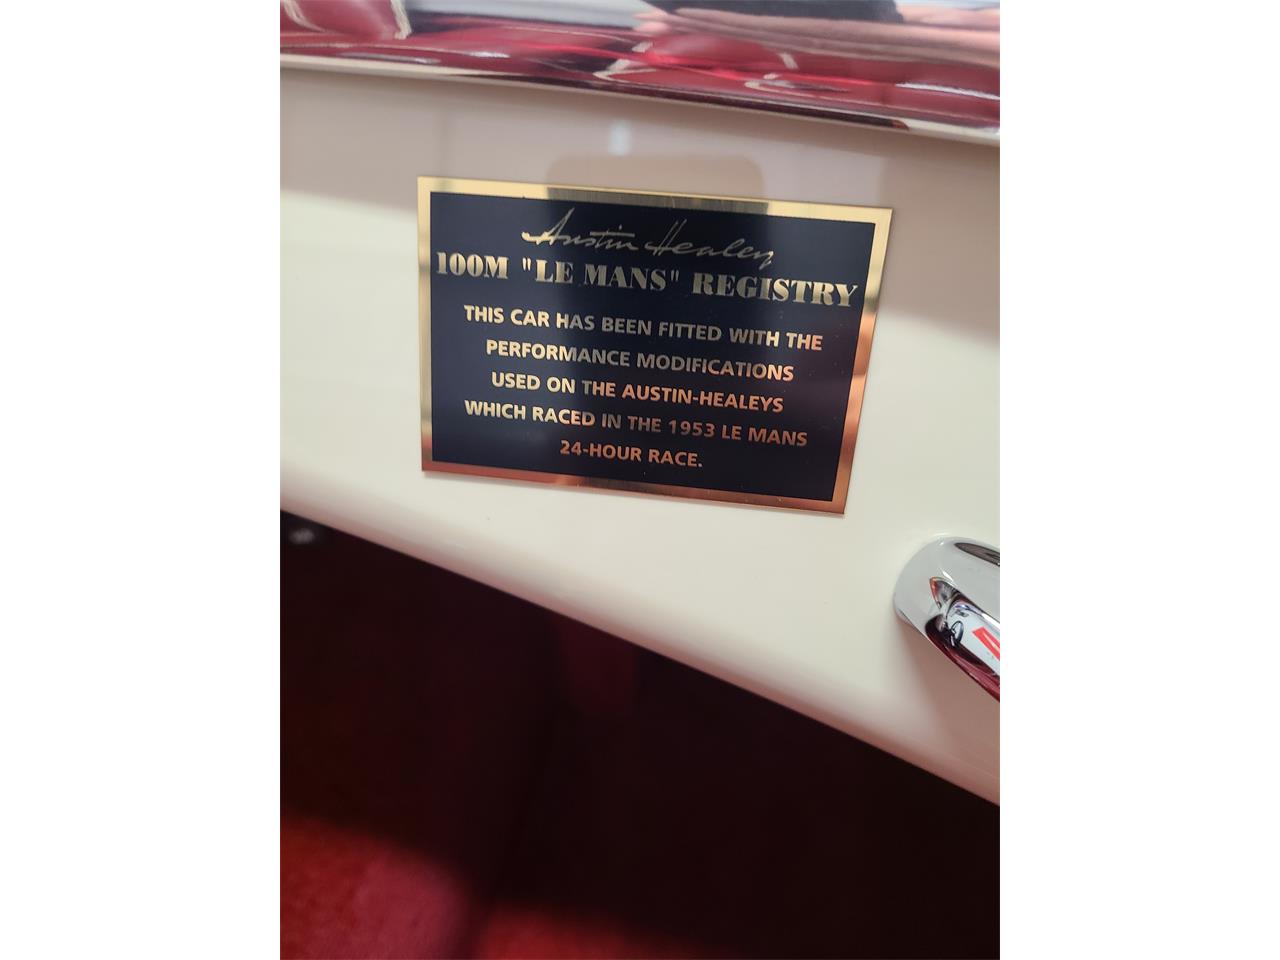 Austin Healey
100M "LE MANS" REGISTRY
THIS CAR HAS BEEN FITTED WITH THE
PERFORMANCE MODIFICATIONS
USED ON THE AUSTIN-HEALEYS
WHICH RACED IN THE 1953 LE MANS
24-HOUR RACE.